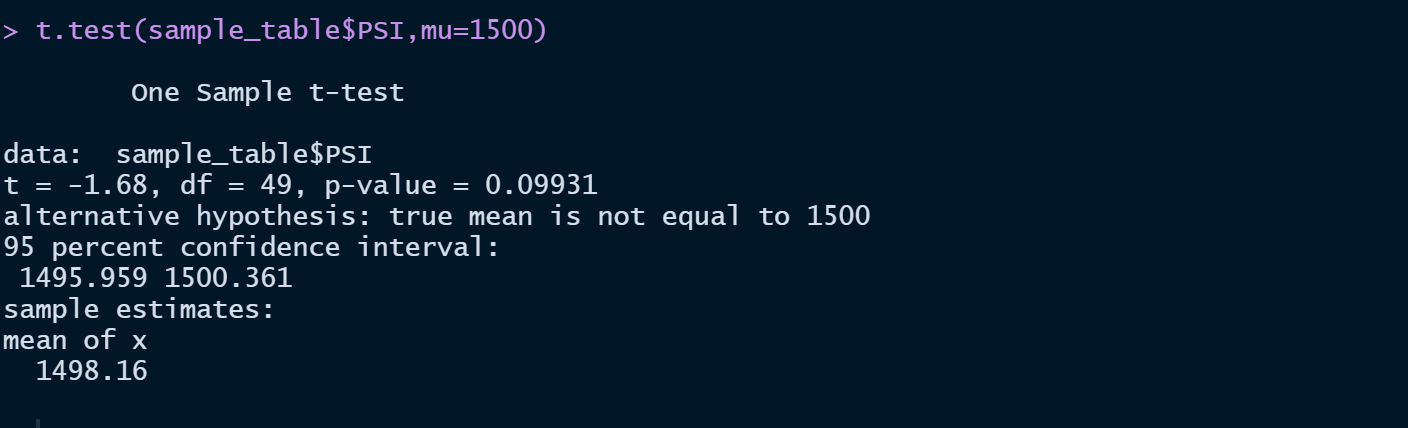 > t.test(sample_table$PSI,mu=1500)
One Sample t-test
data:  sample_table$PSI
t = -1.68, df = 49, p-value = 0.09931
alternative hypothesis: true mean is not equal to 1500
95 percent confidence interval:
1495.959 1500.361
sample estimates:
mean of x
1498.16